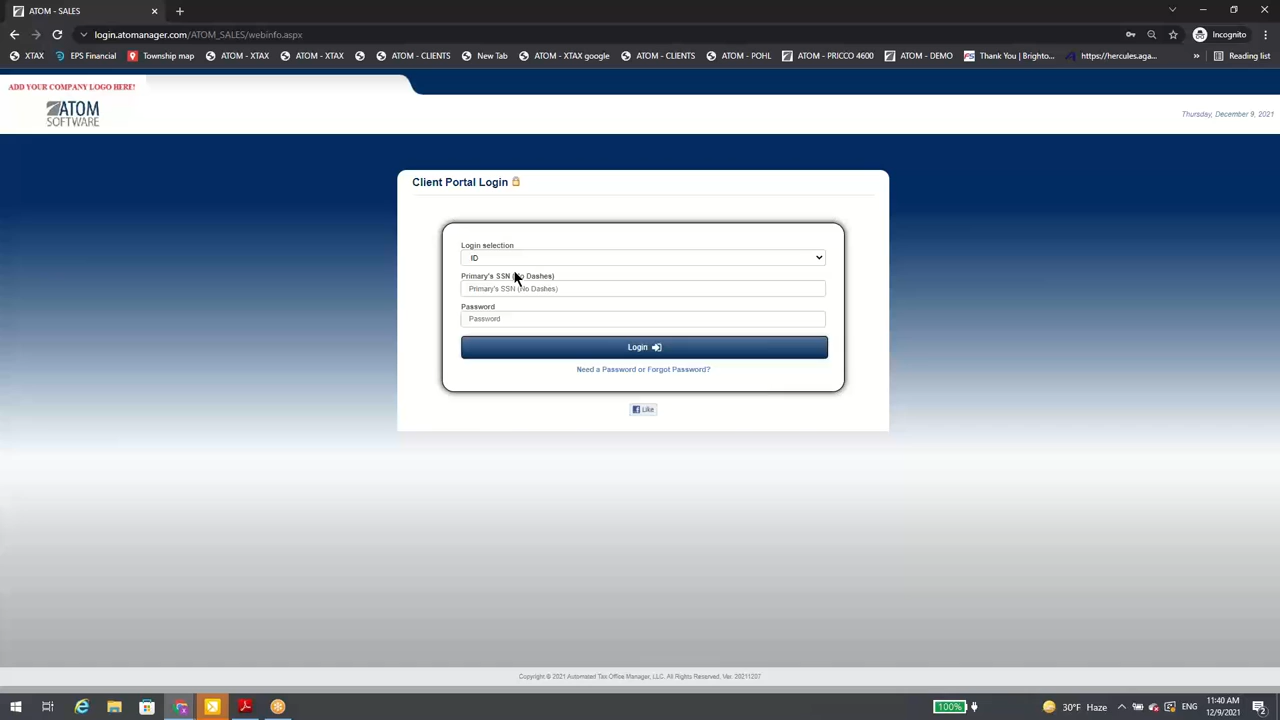 ATOM - SALES
login.atomanager.com/ATOM_SALES/webinfo.aspx
Incognito
XTAX
EPS Financial
Township map
ATOM - XTAX
ATOM - XTAX
ATOM - CLIENTS
New Tab
ATOM - XTAX google
ATOM - CLIENTS
ATOM - POHL
ATOM - PRICCO 4600
ATOM - DEMO
Thank You | Brighto...
https://hercules.aga...
Reading list
ADD YOUR COMPANY LOGO HERE!
ATOM
SOFTWARE
Thursday, December 9, 2021
Client Portal Login
Login selection
ID
Primary's SSN (No Dashes)
Primary's SSN (No Dashes)
Password
Password
Login
Need a Password or Forgot Password?
Like
Copyright © 2021 Automated Tax Office Manager, LLC. All Rights Reserved, Ver. 20211207
100%
30°F Haze
ENG
11:40 AM
12/9/2021
2